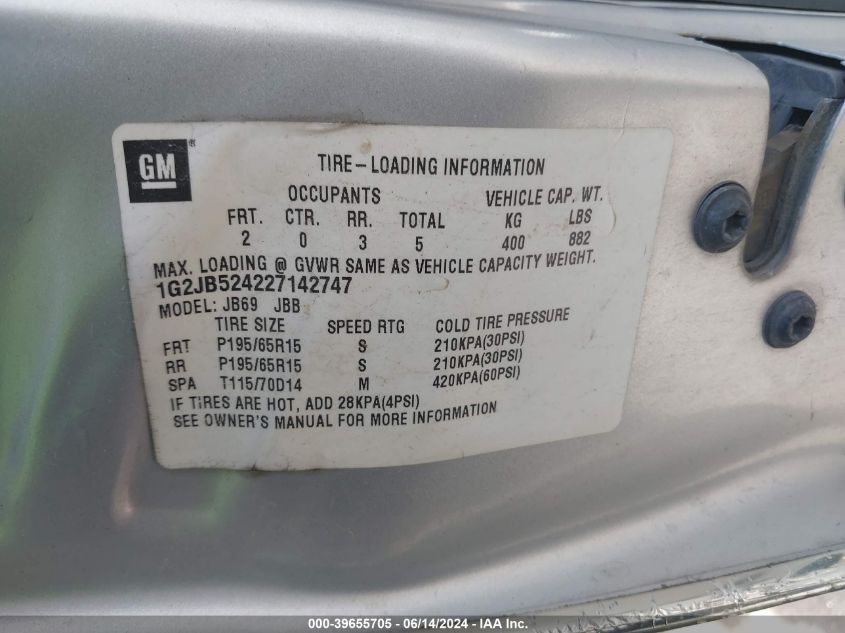 GM ®
TIRE-LOADING INFORMATION
OCCUPANTS VEHICLE CAP. WT.
FRT. CTR. RR. TOTAL KG LBS
2 0 3 5 400 882
MAX. LOADING @ GVWR SAME AS VEHICLE CAPACITY WEIGHT.
1G2JB524227142747
MODEL: JB69 JBB
TIRE SIZE SPEED RTG COLD TIRE PRESSURE
FRT P195/65R15 S 210KPA(30PSI)
RR P195/65R15 S 210KPA(30PSI)
SPA T115/70D14 M 420KPA(60PSI)
IF TIRES ARE HOT, ADD 28KPA(4PSI)
SEE OWNER'S MANUAL FOR MORE INFORMATION
000-39655705 - 06/14/2024 - IAA Inc.